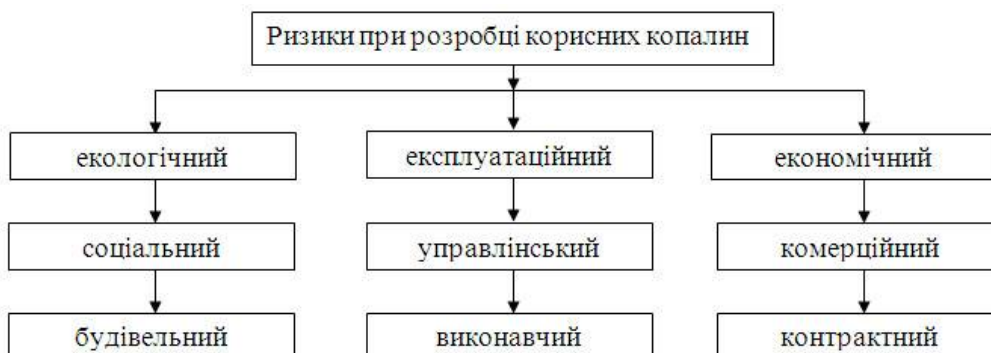 Ризики при розробці корисних копалин
екологічний
експлуатаційний
економічний
соціальний
управлінський
комерційний
будівельний
виконавчий
контрактний